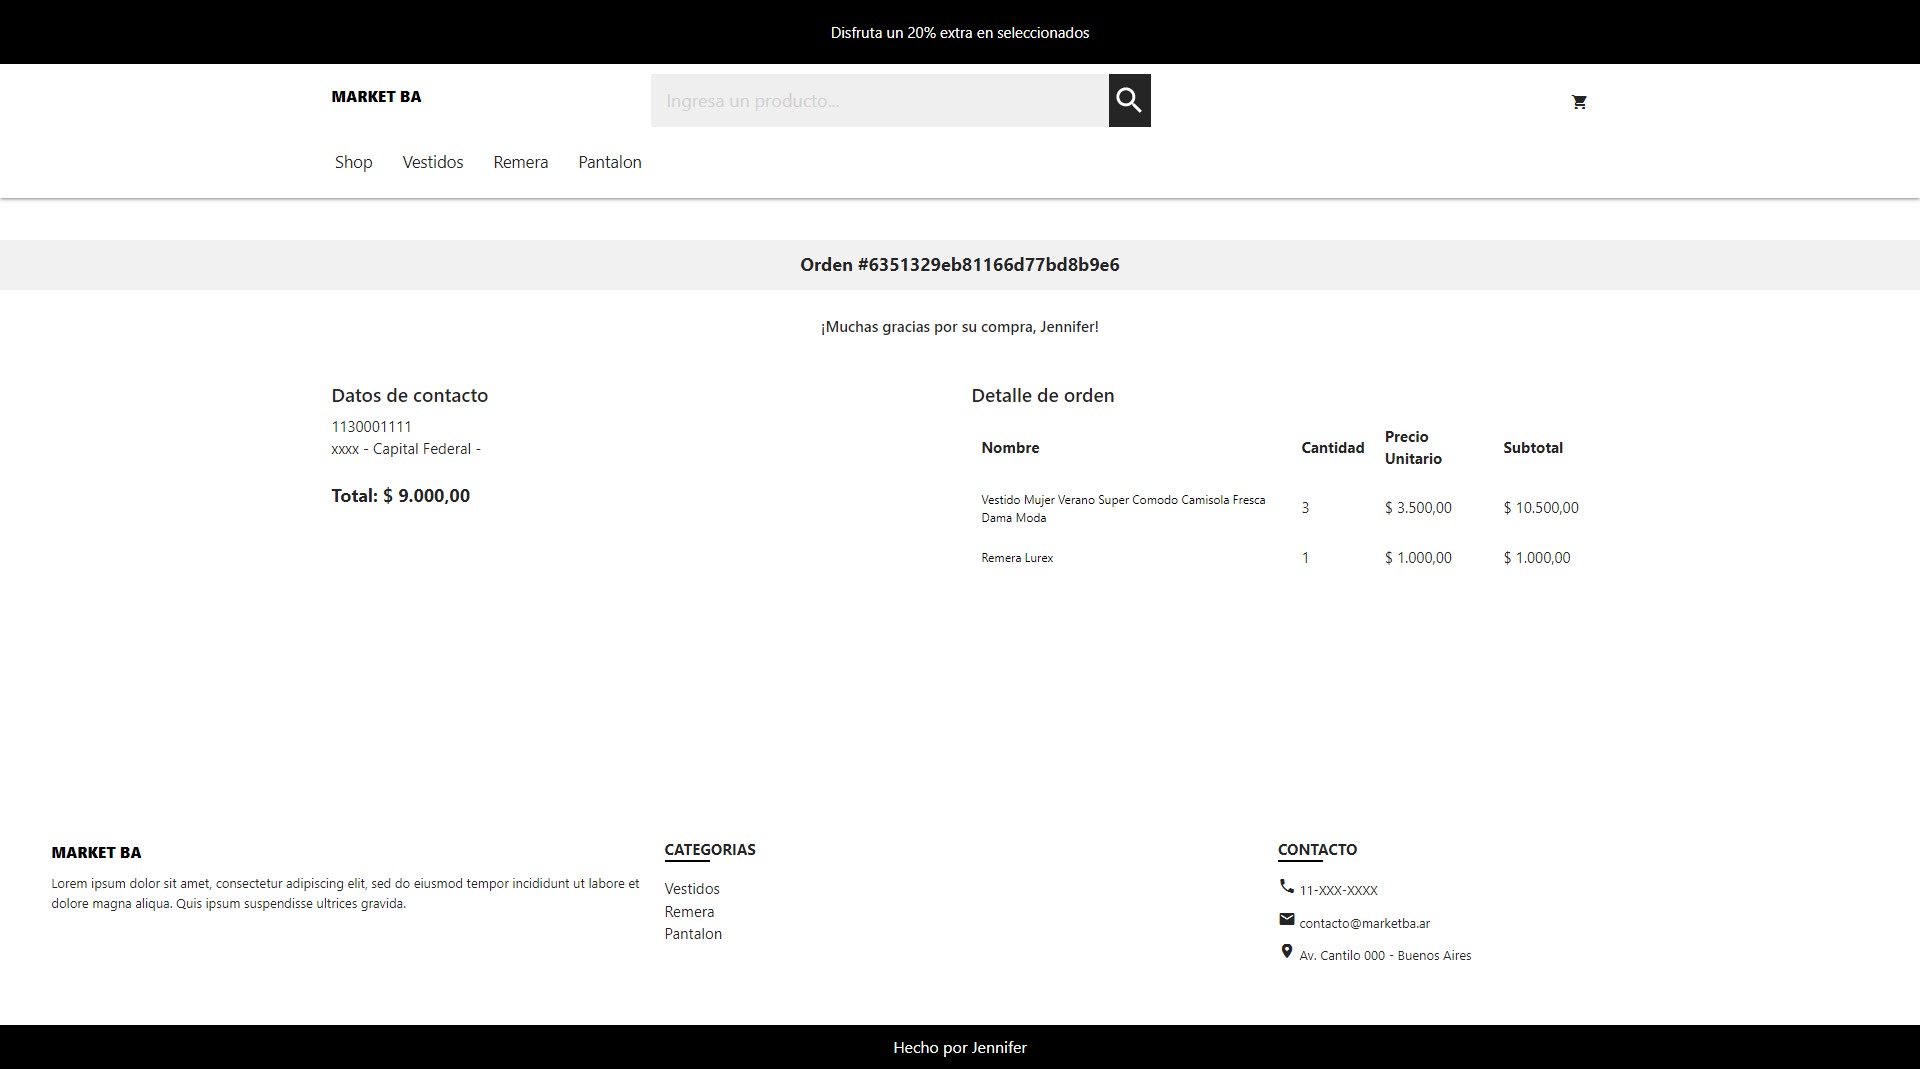 Disfruta un 20% extra en seleccionados
MARKET BA
Ingresa un producto...
Shop Vestidos Remera Pantalon
Orden #6351329eb81166d77bd8b9e6
¡Muchas gracias por su compra, Jennifer!
Datos de contacto
1130001111
xxxx - Capital Federal -
Total: $ 9.000,00
Detalle de orden
Nombre Cantidad Precio Unitario Subtotal
Vestido Mujer Verano Super Comodo Camisola Fresca
Dama Moda
3 $ 3.500,00 $ 10.500,00
Remera Lurex 1 $ 1.000,00 $ 1.000,00
MARKET BA
Lorem ipsum dolor sit amet, consectetur adipiscing elit, sed do eiusmod tempor incididunt ut labore et
dolore magna aliqua. Quis ipsum suspendisse ultrices gravida.
CATEGORIAS
Vestidos
Remera
Pantalon
CONTACTO
11-XXX-XXXX
contacto@marketba.ar
Av. Cantilo 000 - Buenos Aires
Hecho por Jennifer